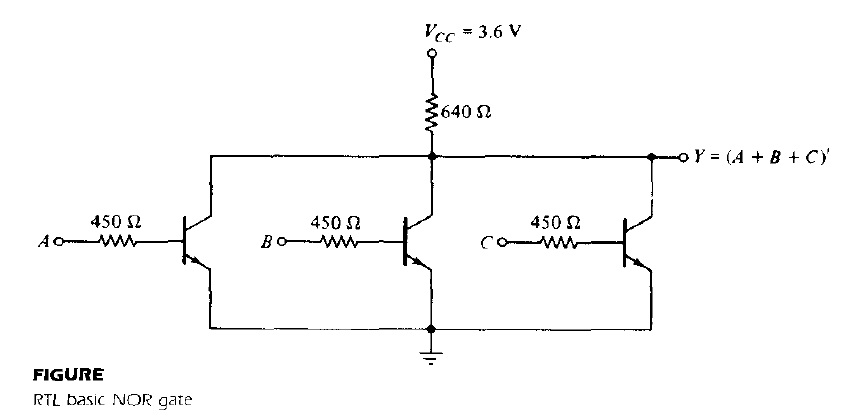 V_CC = 3.6 V
640 Ω
Y = (A + B + C)'
450 Ω
450 Ω
450 Ω
A
B
C
FIGURE
RTL basic NOR gate